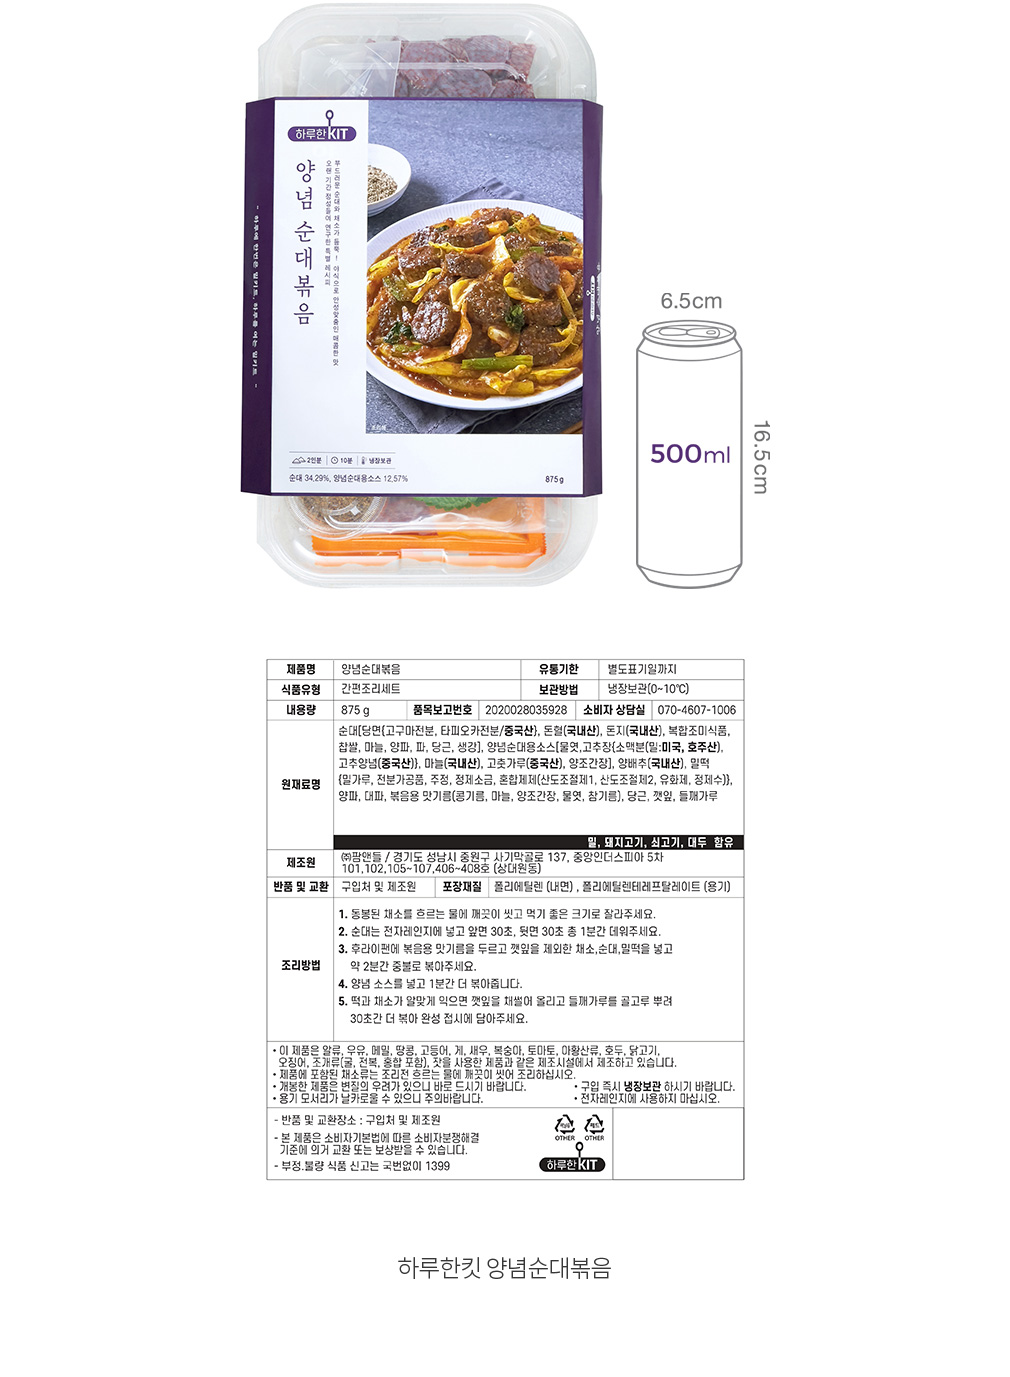 하루한KIT
양념 순대볶음
부드러운 순대와 채소가 듬뿍! 야식으로 안성맞춤인 매콤한 맛
오랜 기간 정성들여 연구한 특별 레시피
" 하루에 한번은 밀키트, 하루를 여는 밀키트 "
조리예
2인분 10분 냉장보관
순대 34.29%, 양념순대용소스 12.57%
875g
6.5cm
500ml
16.5cm
제품명 양념순대볶음 유통기한 별도표기일까지
식품유형 간편조리세트 보관방법 냉장보관(0~10℃)
내용량 875 g 품목보고번호 2020028035928 소비자 상담실 070-4607-1006
원재료명
순대[당면{고구마전분, 타피오카전분/중국산}, 돈혈(국내산), 돈지(국내산), 복합조미식품,
찹쌀, 마늘, 양파, 파, 당근, 생강], 양념순대용소스[물엿,고추장{소맥분(밀:미국, 호주산),
고추양념(중국산)}, 마늘(국내산), 고춧가루(중국산), 양조간장], 양배추(국내산), 밀떡
{밀가루, 전분가공품, 주정, 정제소금, 혼합제제(산도조절제1, 산도조절제2, 유화제, 정제수)},
양파, 대파, 볶음용 맛기름(콩기름, 마늘, 양조간장, 물엿, 참기름), 당근, 깻잎, 들깨가루
밀, 돼지고기, 쇠고기, 대두 함유
제조원
㈜팜앤들 / 경기도 성남시 중원구 사기막골로 137, 중앙인더스피아 5차
101,102,105~107,406~408호 (상대원동)
반품 및 교환 구입처 및 제조원 포장재질 폴리에틸렌 (내면) , 폴리에틸렌테레프탈레이트 (용기)
조리방법
1. 동봉된 채소를 흐르는 물에 깨끗이 씻고 먹기 좋은 크기로 잘라주세요.
2. 순대는 전자레인지에 넣고 앞면 30초, 뒷면 30초 총 1분간 데워주세요.
3. 후라이팬에 볶음용 맛기름을 두르고 깻잎을 제외한 채소,순대,밀떡을 넣고
약 2분간 중불로 볶아주세요.
4. 양념 소스를 넣고 1분간 더 볶아줍니다.
5. 떡과 채소가 알맞게 익으면 깻잎을 채썰어 올리고 들깨가루를 골고루 뿌려
30초간 더 볶아 완성 접시에 담아주세요.
• 이 제품은 알류, 우유, 메밀, 땅콩, 고등어, 게, 새우, 복숭아, 토마토, 아황산류, 호두, 닭고기,
오징어, 조개류(굴, 전복, 홍합 포함), 잣을 사용한 제품과 같은 제조시설에서 제조하고 있습니다.
• 제품에 포함된 채소류는 조리전 흐르는 물에 깨끗이 씻어 조리하십시오.
• 개봉한 제품은 변질의 우려가 있으니 바로 드시기 바랍니다. • 구입 즉시 냉장보관 하시기 바랍니다.
• 용기 모서리가 날카로울 수 있으니 주의바랍니다. • 전자레인지에 사용하지 마십시오.
- 반품 및 교환장소 : 구입처 및 제조원
- 본 제품은 소비자기본법에 따른 소비자분쟁해결
기준에 의거 교환 또는 보상받을 수 있습니다.
- 부정.불량 식품 신고는 국번없이 1399
OTHER OTHER
하루한KIT
하루한킷 양념순대볶음